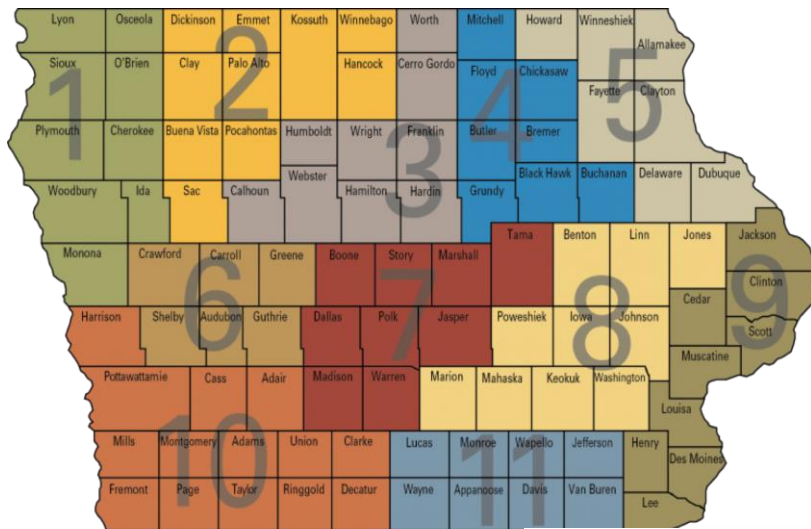 Lyon Osceola Dickinson Emmet Kossuth Winnebago Worth Mitchell Howard Winneshiek
Allamakee
Sioux O'Brien Clay Palo Alto Hancock Cerro Gordo Floyd Chickasaw
Fayette Clayton
1 2 3 4 5
Plymouth Cherokee Buena Vista Pocahontas Humboldt Wright Franklin Butler Bremer
Webster Black Hawk Buchanan Delaware Dubuque
Woodbury Ida Sac Calhoun Hamilton Hardin Grundy
Tama Benton Linn Jones Jackson
Monona Crawford Carroll Greene Boone Story Marshall
Clinton
6 7 8 9
Cedar
Harrison Shelby Audubon Guthrie Dallas Polk Jasper Poweshiek Iowa Johnson
Scott
Muscatine
Pottawattamie Cass Adair Madison Warren Marion Mahaska Keokuk Washington
Louisa
10 11
Mills Montgomery Adams Union Clarke Lucas Monroe Wapello Jefferson Henry
Des Moines
Fremont Page Taylor Ringgold Decatur Wayne Appanoose Davis Van Buren
Lee